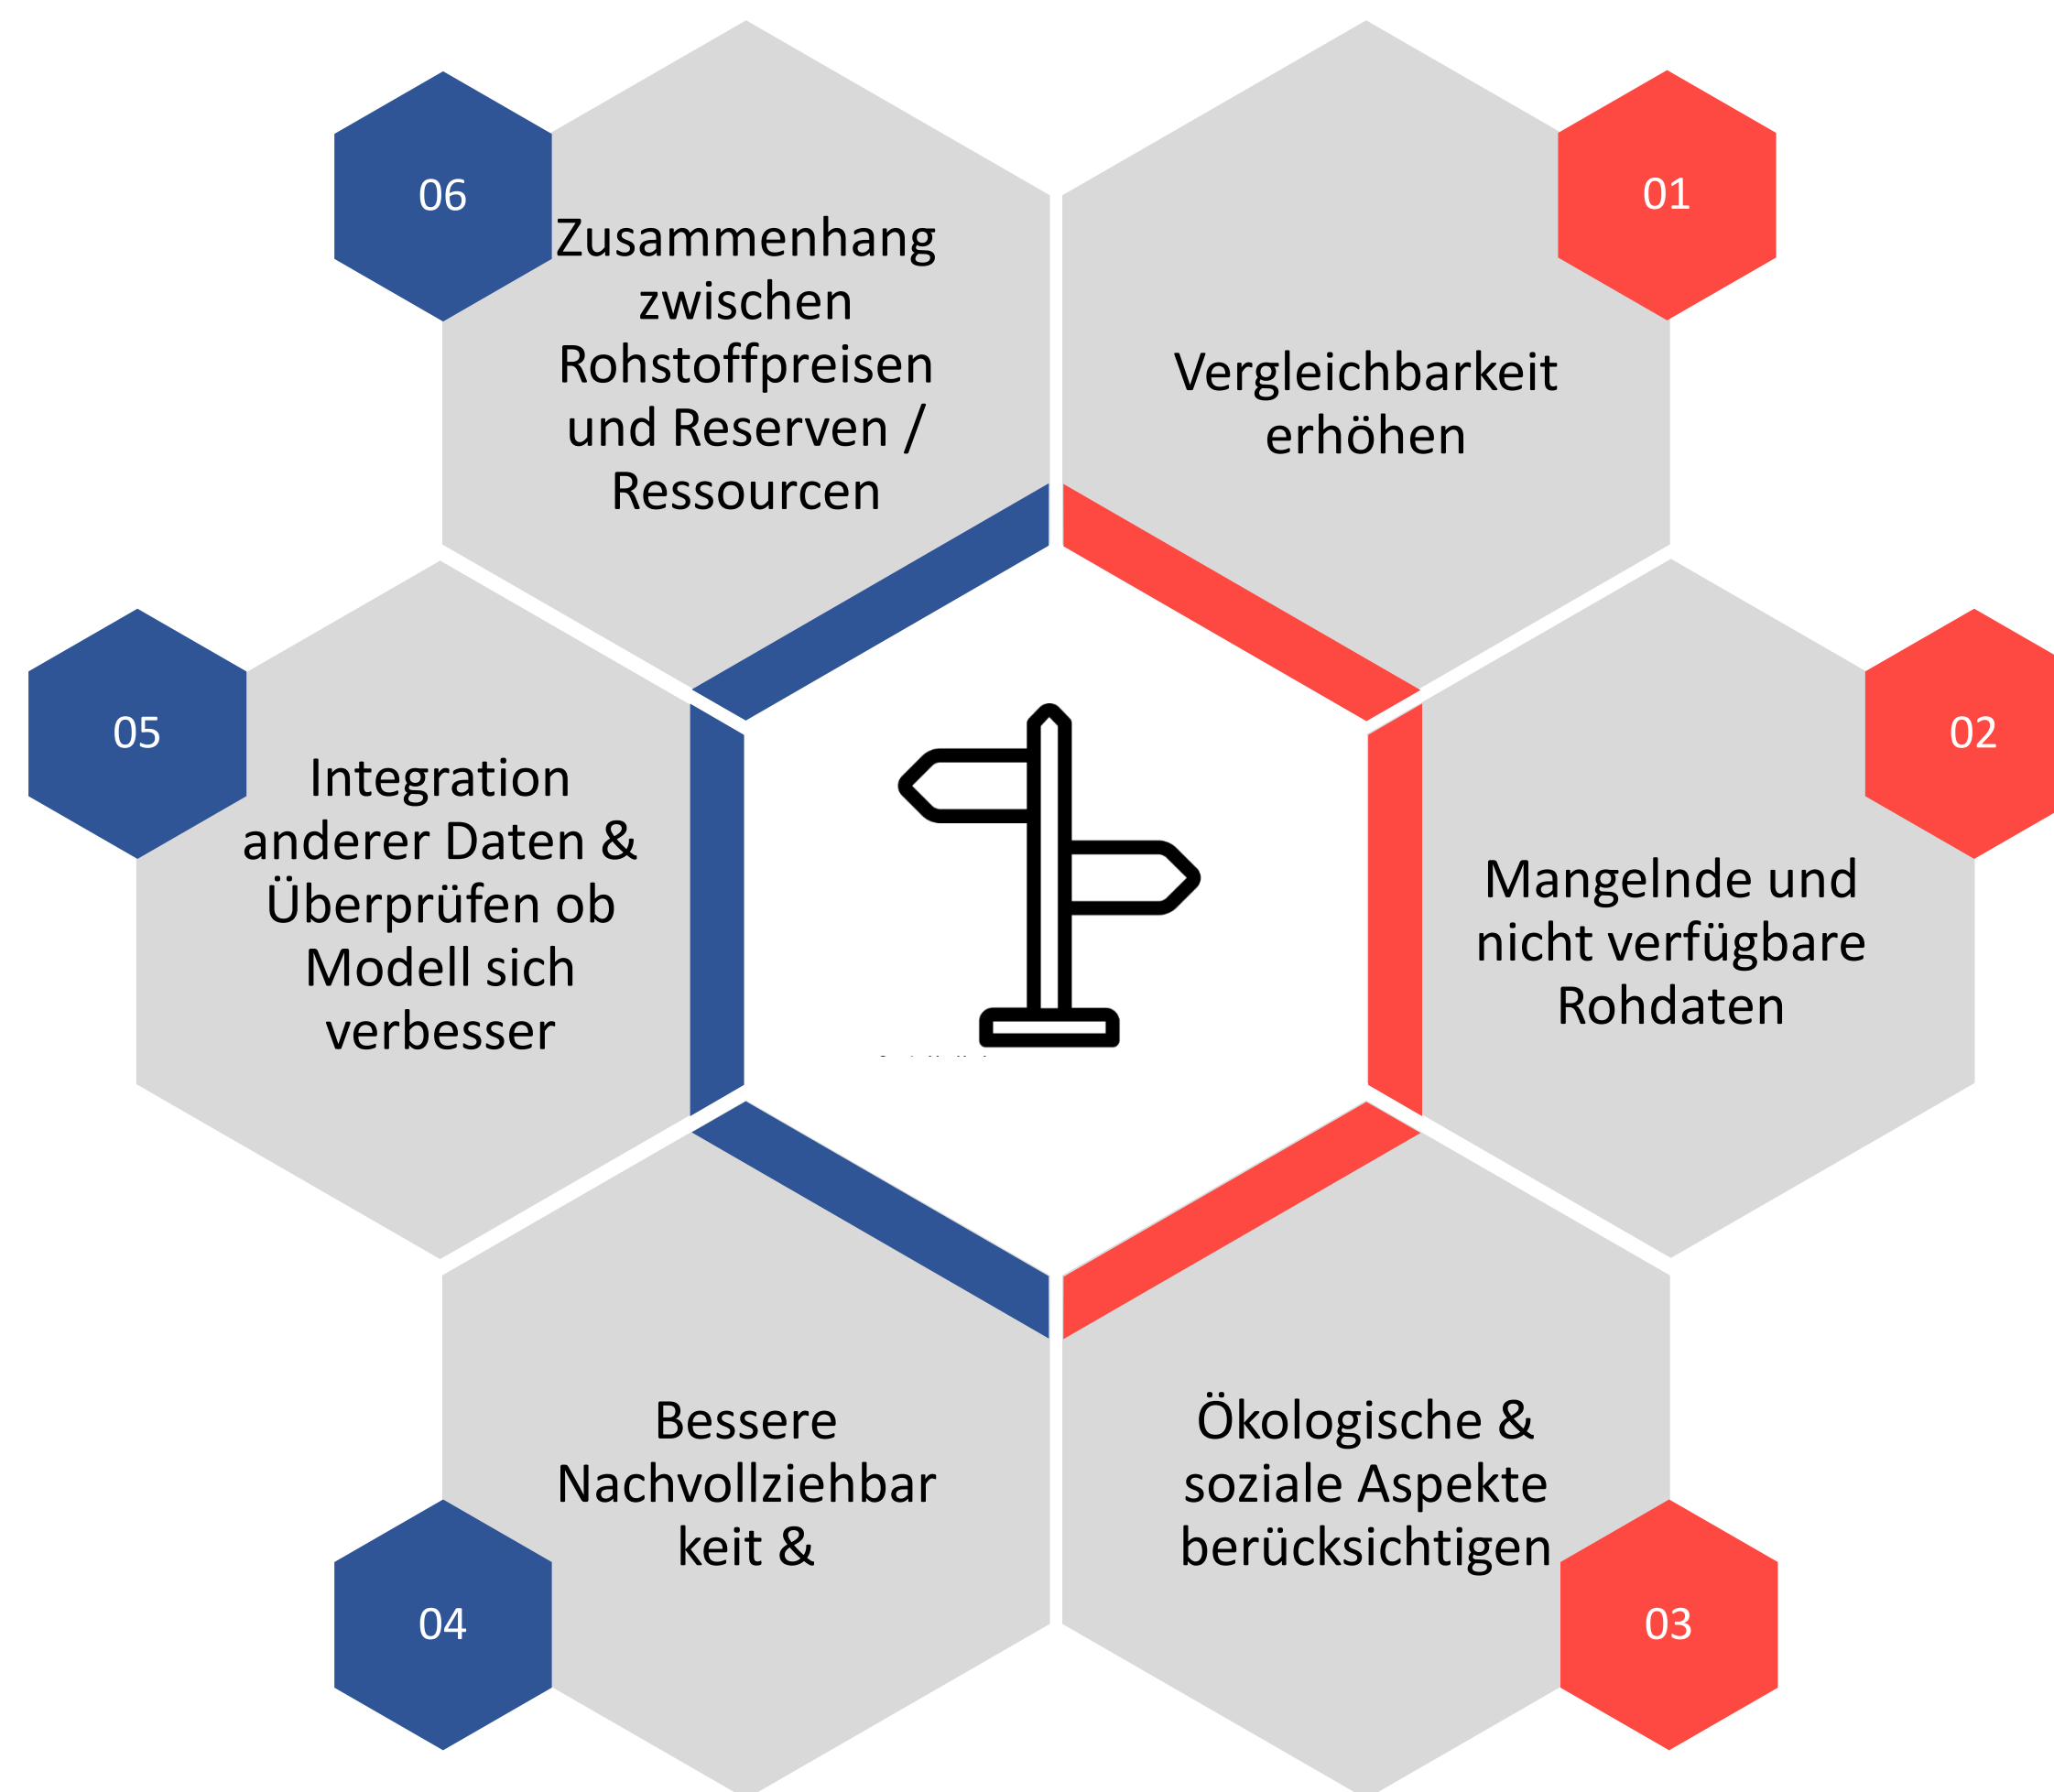 01
Vergleichbarkeit
erhöhen
02
Mangelnde und
nicht verfügbare
Rohdaten
03
Ökologische &
soziale Aspekte
berücksichtigen
04
Bessere
Nachvollziehbar
keit &
05
Integration
anderer Daten &
Überprüfen ob
Modell sich
verbesser
06
Zusammenhang
zwischen
Rohstoffpreisen
und Reserven /
Ressourcen